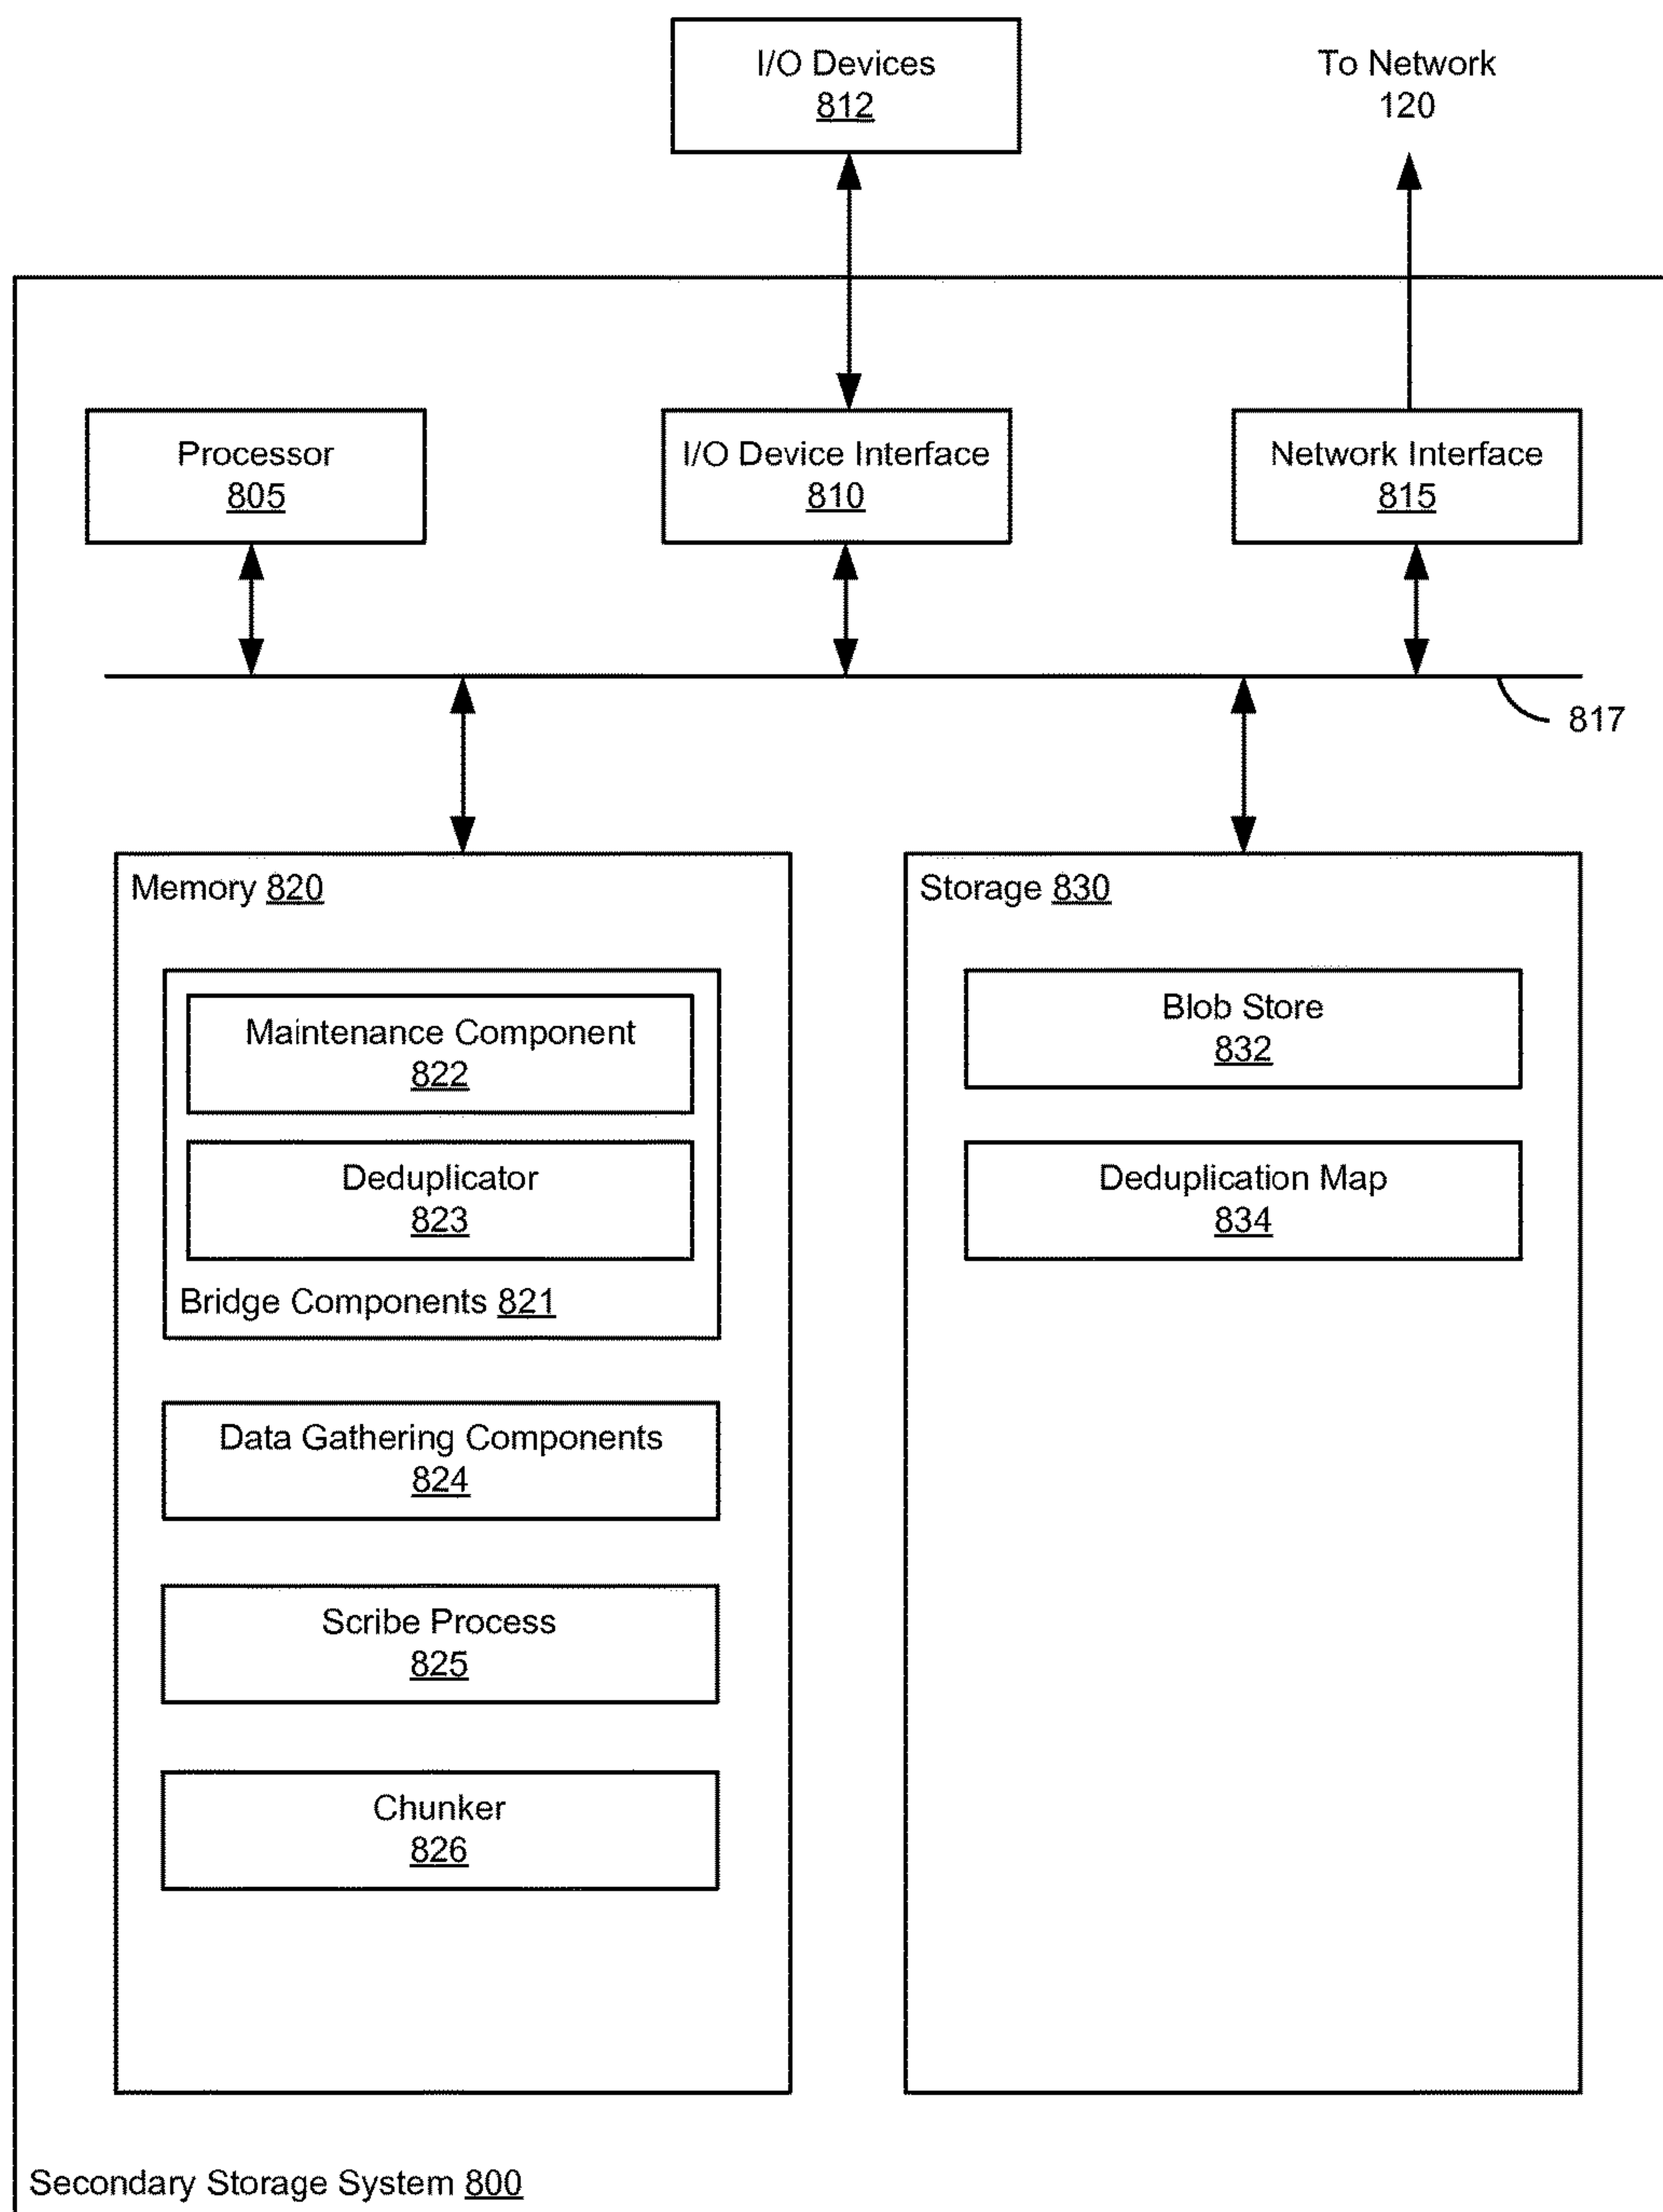 I/O Devices
812
To Network
120
Processor
805
I/O Device Interface
810
Network Interface
815
817
Memory 820
Maintenance Component
822
Deduplicator
823
Bridge Components 821
Data Gathering Components
824
Scribe Process
825
Chunker
826
Storage 830
Blob Store
832
Deduplication Map
834
Secondary Storage System 800